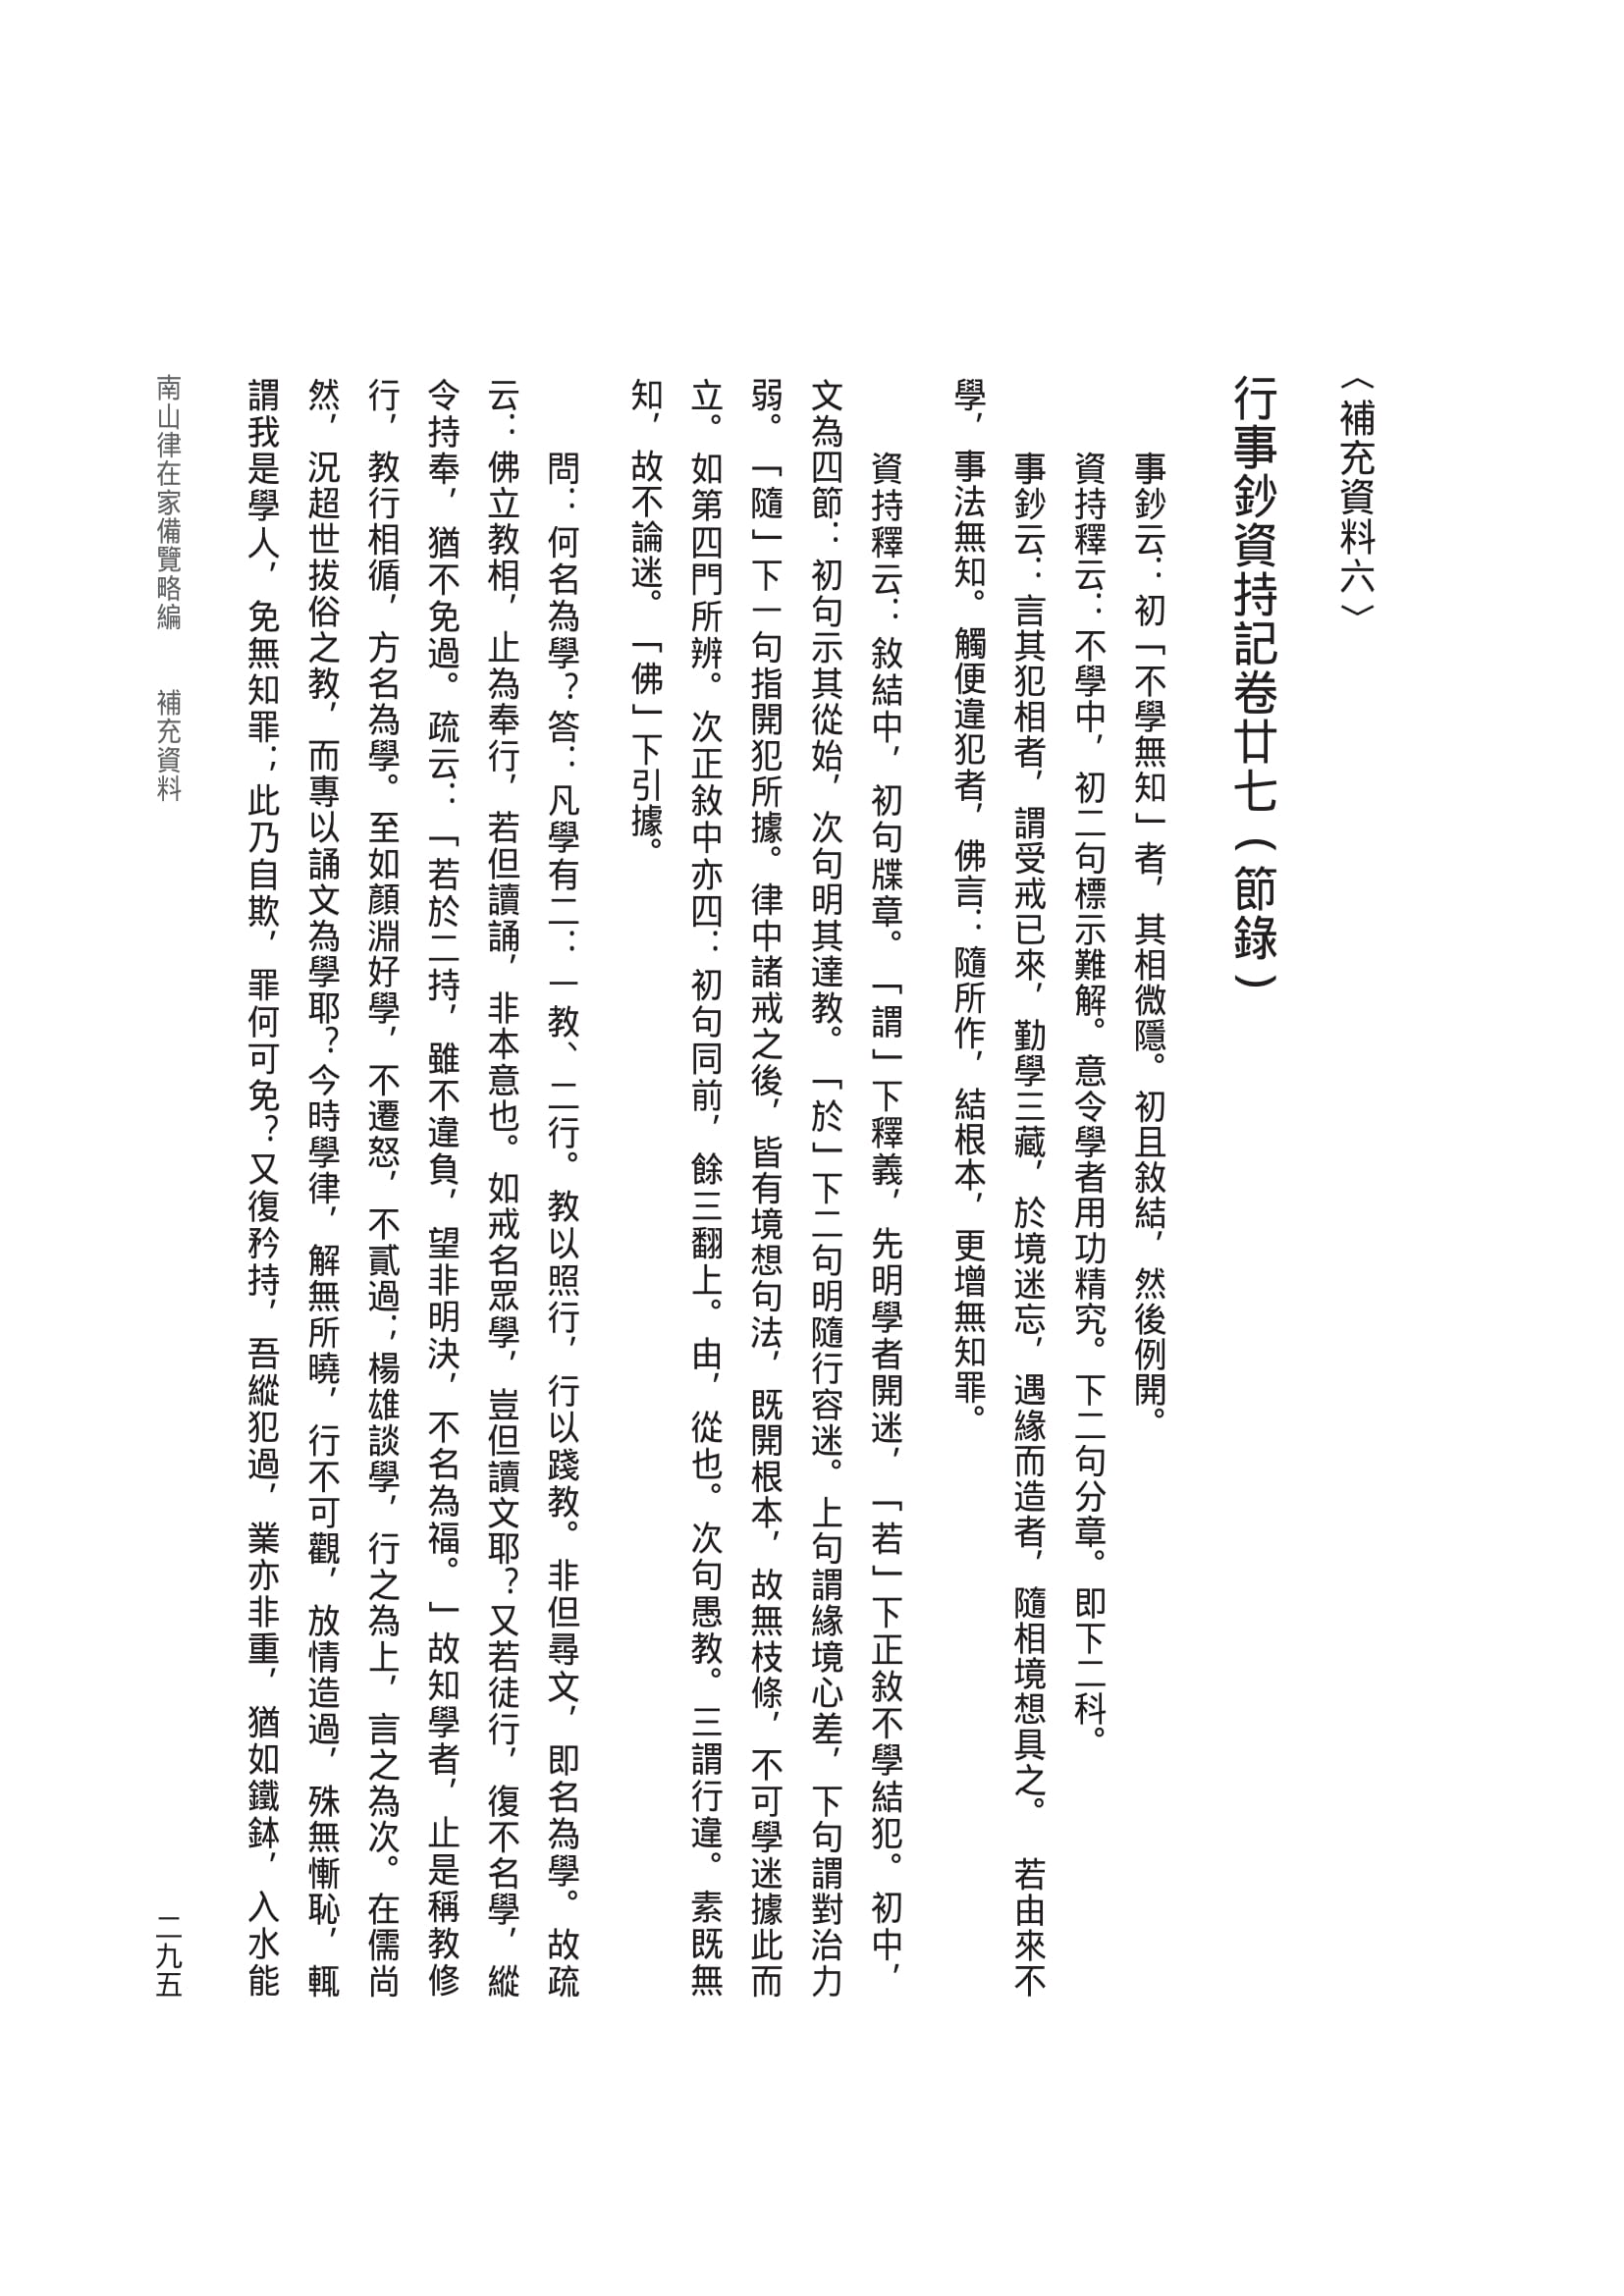 〈補充資料六〉
行事鈔資持記卷廿七（節錄）
事鈔云：初「不學無知」者，其相微隱。初且敘結，然後例開。
資持釋云：不學中，初二句標示難解。意令學者用功精究。下二句分章。即下二科。
事鈔云：言其犯相者，謂受戒已來，勤學三藏，於境迷忘，遇緣而造者，隨相境想具之。 若由來不
學，事法無知。觸便違犯者，佛言：隨所作，結根本，更增無知罪。
資持釋云：敘結中，初句牒章。「謂」下釋義，先明學者開迷，「若」下正敘不學結犯。初中，
文為四節：初句示其從始，次句明其達教。「於」下二句明隨行容迷。上句謂緣境心差，下句謂對治力
弱。「隨」下一句指開犯所據。律中諸戒之後，皆有境想句法，既開根本，故無枝條，不可學迷據此而
立。如第四門所辨。次正敘中亦四：初句同前，餘三翻上。由，從也。次句愚教。三謂行違。素既無
知，故不論迷。「佛」下引據。
問：何名為學？答：凡學有二：一教、二行。教以照行，行以踐教。非但尋文，即名為學。故疏
云：佛立教相，止為奉行，若但讀誦，非本意也。如戒名眾學，豈但讀文耶？又若徒行，復不名學，縱
令持奉，猶不免過。疏云：「若於二持，雖不違負，望非明決，不名為福。」故知學者，止是稱教修
行，教行相循，方名為學。至如顏淵好學，不遷怒，不貳過；楊雄談學，行之為上，言之為次。在儒尚
然，況超世拔俗之教，而專以誦文為學耶？今時學律，解無所曉，行不可觀，放情造過，殊無慚恥，輒
謂我是學人，免無知罪；此乃自欺，罪何可免？又復矜持，吾縱犯過，業亦非重，猶如鐵鉢，入水能
南山律在家備覽略編 補充資料
二九五